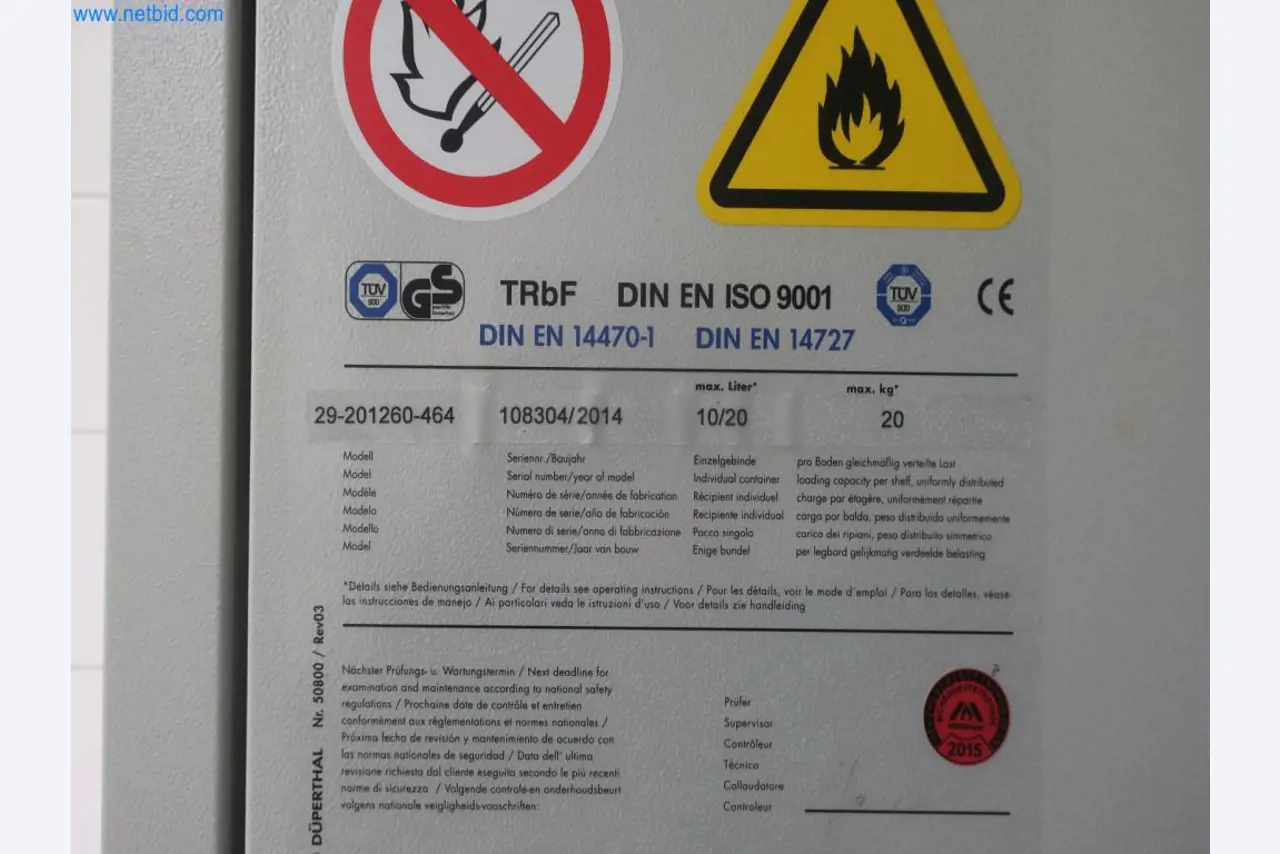 www.netbid.com
TÜV
SÜD
GS
TRbF
DIN EN ISO 9001
TÜV
SÜD
CE
DIN EN 14470-1
DIN EN 14727
max. Liter*
max. kg*
29-201260-464
108304/2014
10/20
20
Modell
Model
Modèle
Modelo
Modello
Model
Seriennr./Baujahr
Serial number/year of model
Numéro de série/année de fabrication
Número de serie/año de fabricación
Numero di serie/anno di fabbricazione
Seriennummer/Jaar van bouw
Einzelgebinde
Individual container
Récipient individuel
Recipiente individual
Pacco singolo
Enige bundel
pro Boden gleichmäßig verteilte Last
loading capacity per shelf, uniformly distributed
charge par étagère, uniformément répartie
carga por balda, peso distribuido uniformemente
carico dei ripiani, peso distribuito simmetrico
per legbord gelijkmatig verdeelde belasting
*Details siehe Bedienungsanleitung / For details see operating instructions / Pour les détails, voir le mode d'emploi / Para los detalles, véase
las instrucciones de manejo / Ai particolari veda le istruzioni d'uso / Voor details zie handleiding
DÜPERTHAL Nr. 50800 / Rev03
Nächster Prüfungs- u. Wartungstermin / Next deadline for
examination and maintenance according to national safety
regulations / Prochaine date de contrôle et entretien
conformément aux réglementations et normes nationales /
Próxima fecha de revisión y mantenimiento de acuerdo con
las normas nationales de seguridad / Data dell' ultima
revisione richiesta dal cliente eseguita secondo le più recenti
norme di sicurezza / Volgende controle-en onderhoudsbeurt
volgens nationale veiligheids-voorschriften:
Prüfer
Supervisor
Contrôleur
Técnico
Collaudatore
Controleur
2015